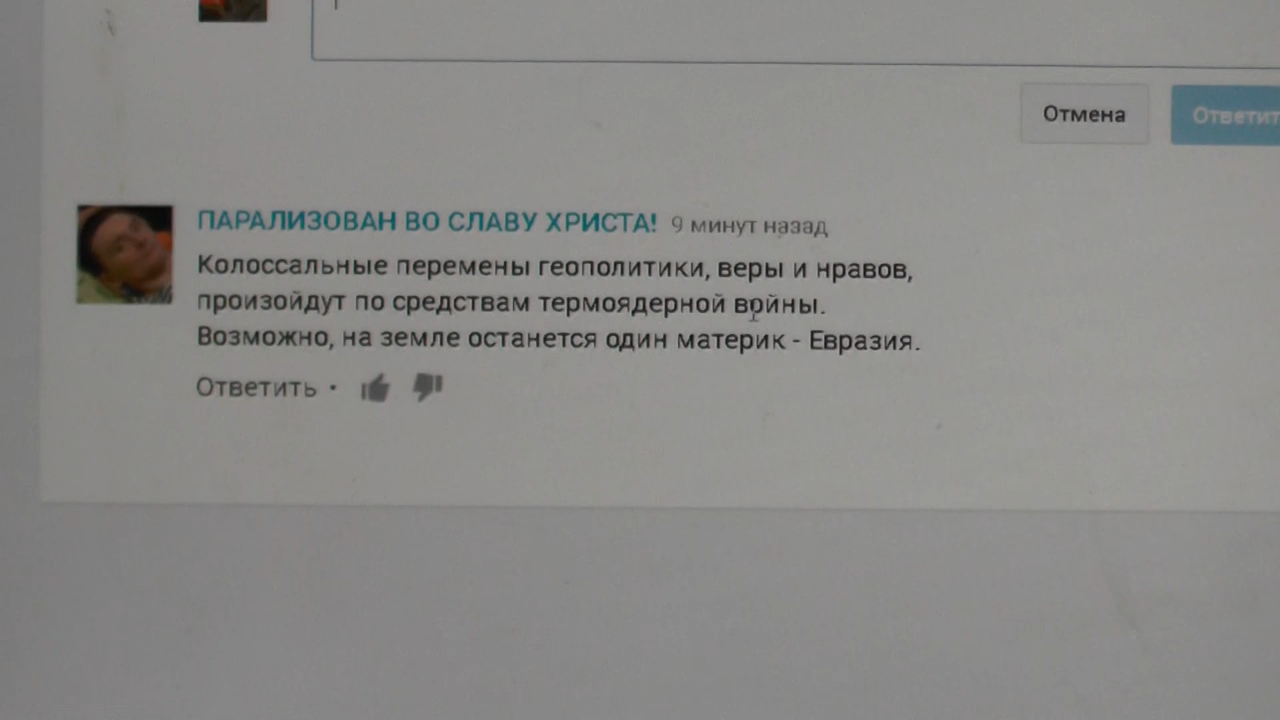 Отмена
Ответит
ПАРАЛИЗОВАН ВО СЛАВУ ХРИСТА! 9 минут назад
Колоссальные перемены геополитики, веры и нравов,
произойдут по средствам термоядерной войны.
Возможно, на земле останется один материк - Евразия.
Ответить •